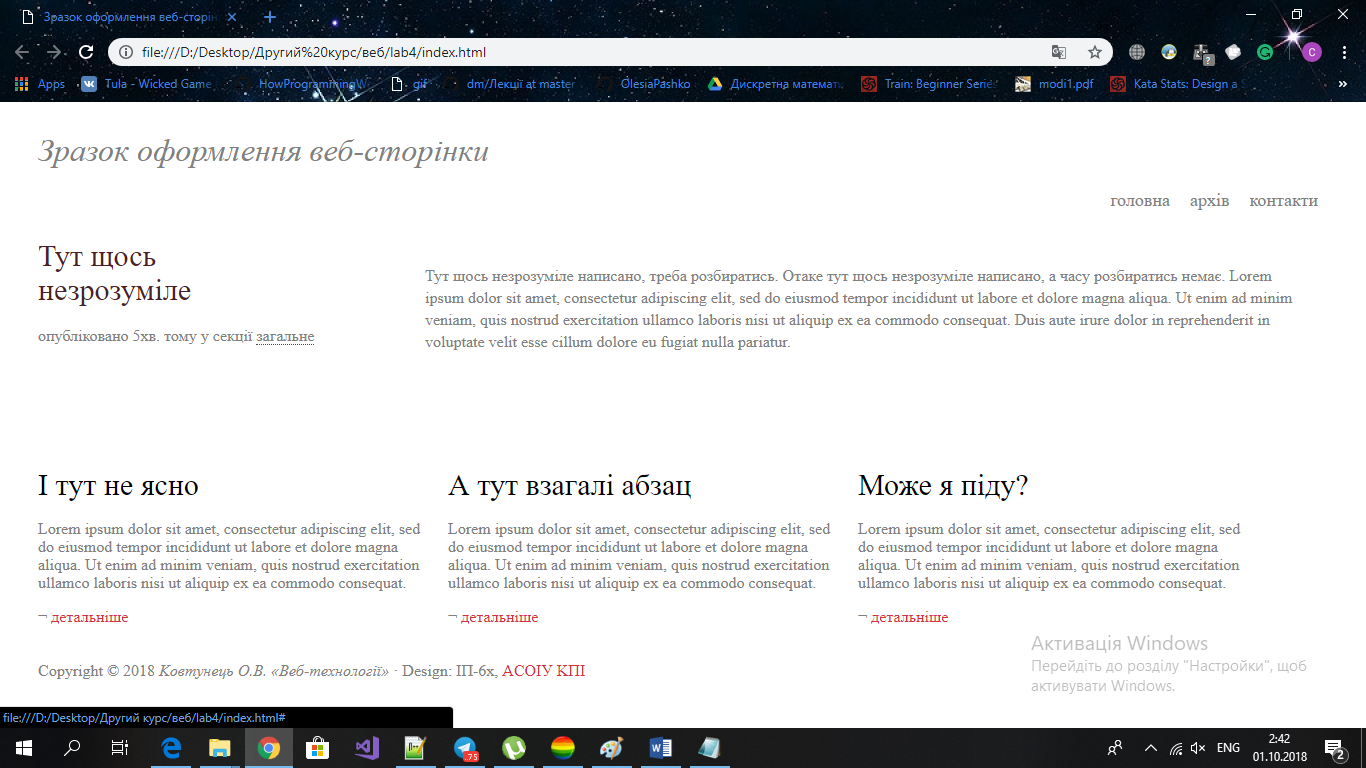 Зразок оформлення веб-сторін
file:///D:/Desktop/Другий%20курс/веб/lab4/index.html
C
Apps Tula - Wicked Game HowProgrammingW gif dm/Лекції at master OlesiaPashko Дискретна математ Train: Beginner Serie modi1.pdf Kata Stats: Design a S »
Зразок оформлення веб-сторінки
головна архів контакти
Тут щось
незрозуміле
опубліковано 5хв. тому у секції загальне
Тут щось незрозуміле написано, треба розбиратись. Отаке тут щось незрозуміле написано, а часу розбиратись немає. Lorem
ipsum dolor sit amet, consectetur adipiscing elit, sed do eiusmod tempor incididunt ut labore et dolore magna aliqua. Ut enim ad minim
veniam, quis nostrud exercitation ullamco laboris nisi ut aliquip ex ea commodo consequat. Duis aute irure dolor in reprehenderit in
voluptate velit esse cillum dolore eu fugiat nulla pariatur.
І тут не ясно
Lorem ipsum dolor sit amet, consectetur adipiscing elit, sed
do eiusmod tempor incididunt ut labore et dolore magna
aliqua. Ut enim ad minim veniam, quis nostrud exercitation
ullamco laboris nisi ut aliquip ex ea commodo consequat.
¬ детальніше
А тут взагалі абзац
Lorem ipsum dolor sit amet, consectetur adipiscing elit, sed
do eiusmod tempor incididunt ut labore et dolore magna
aliqua. Ut enim ad minim veniam, quis nostrud exercitation
ullamco laboris nisi ut aliquip ex ea commodo consequat.
¬ детальніше
Може я піду?
Lorem ipsum dolor sit amet, consectetur adipiscing elit, sed
do eiusmod tempor incididunt ut labore et dolore magna
aliqua. Ut enim ad minim veniam, quis nostrud exercitation
ullamco laboris nisi ut aliquip ex ea commodo consequat.
¬ детальніше
Copyright © 2018 Ковтунець О.В. «Веб-технології» · Design: ІП-6х, АСОІУ КПІ
Активація Windows
Перейдіть до розділу "Настройки", щоб
активувати Windows.
file:///D:/Desktop/Другий курс/веб/lab4/index.html#
ENG
2:42
01.10.2018
2